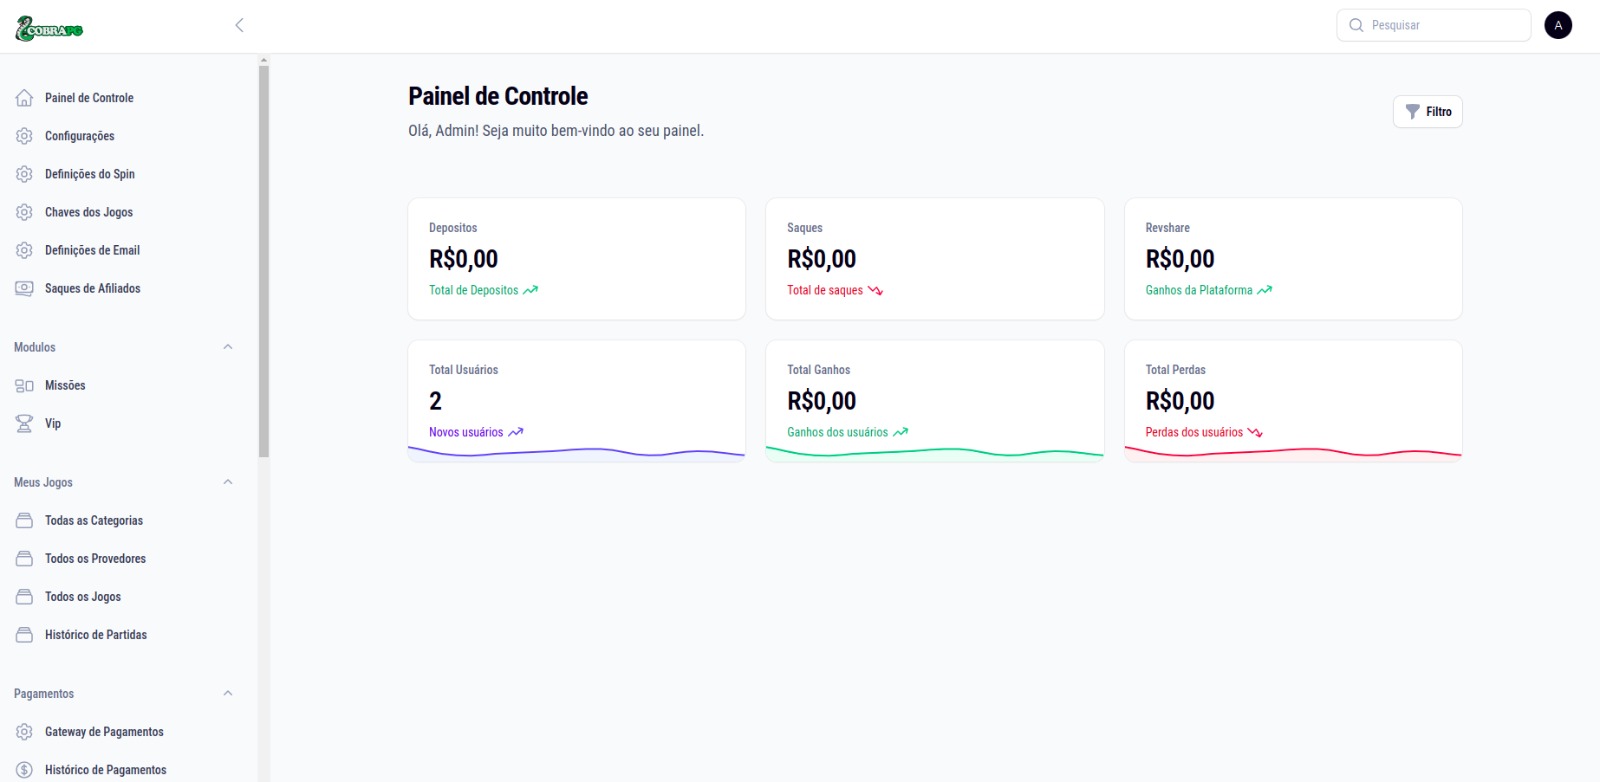 COBRAPG
Pesquisar
A
Painel de Controle
Configurações
Definições do Spin
Chaves dos Jogos
Definições de Email
Saques de Afiliados
Modulos
Missões
Vip
Meus Jogos
Todas as Categorias
Todos os Provedores
Todos os Jogos
Histórico de Partidas
Pagamentos
Gateway de Pagamentos
Histórico de Pagamentos
Painel de Controle
Olá, Admin! Seja muito bem-vindo ao seu painel.
Filtro
Depositos
R$0,00
Total de Depositos
Saques
R$0,00
Total de saques
Revshare
R$0,00
Ganhos da Plataforma
Total Usuários
2
Novos usuários
Total Ganhos
R$0,00
Ganhos dos usuários
Total Perdas
R$0,00
Perdas dos usuários